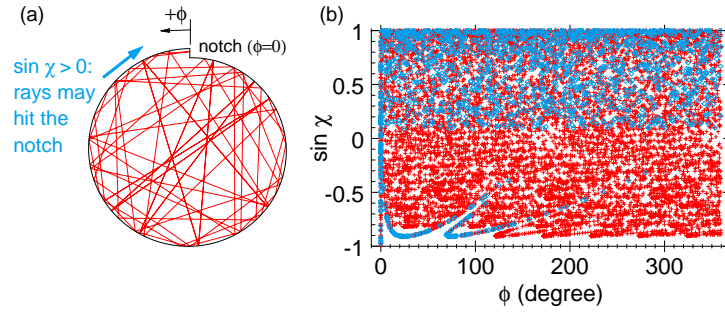 (a)
+ϕ
notch (ϕ=0)
sin χ > 0:
rays may
hit the
notch
(b)
1
0.5
0
-0.5
-1
sin χ
0 100 200 300
ϕ (degree)